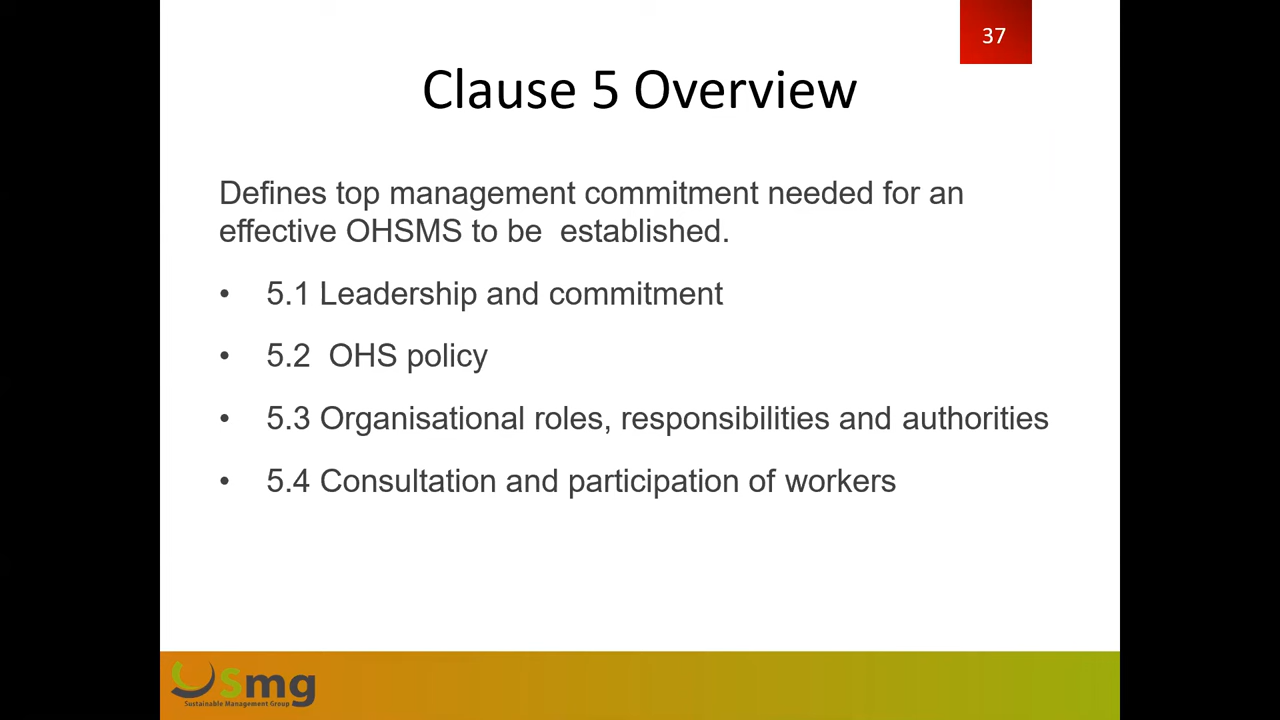 37
Clause 5 Overview
Defines top management commitment needed for an
effective OHSMS to be  established.
• 5.1 Leadership and commitment
• 5.2  OHS policy
• 5.3 Organisational roles, responsibilities and authorities
• 5.4 Consultation and participation of workers
Smg
Sustainable Management Group